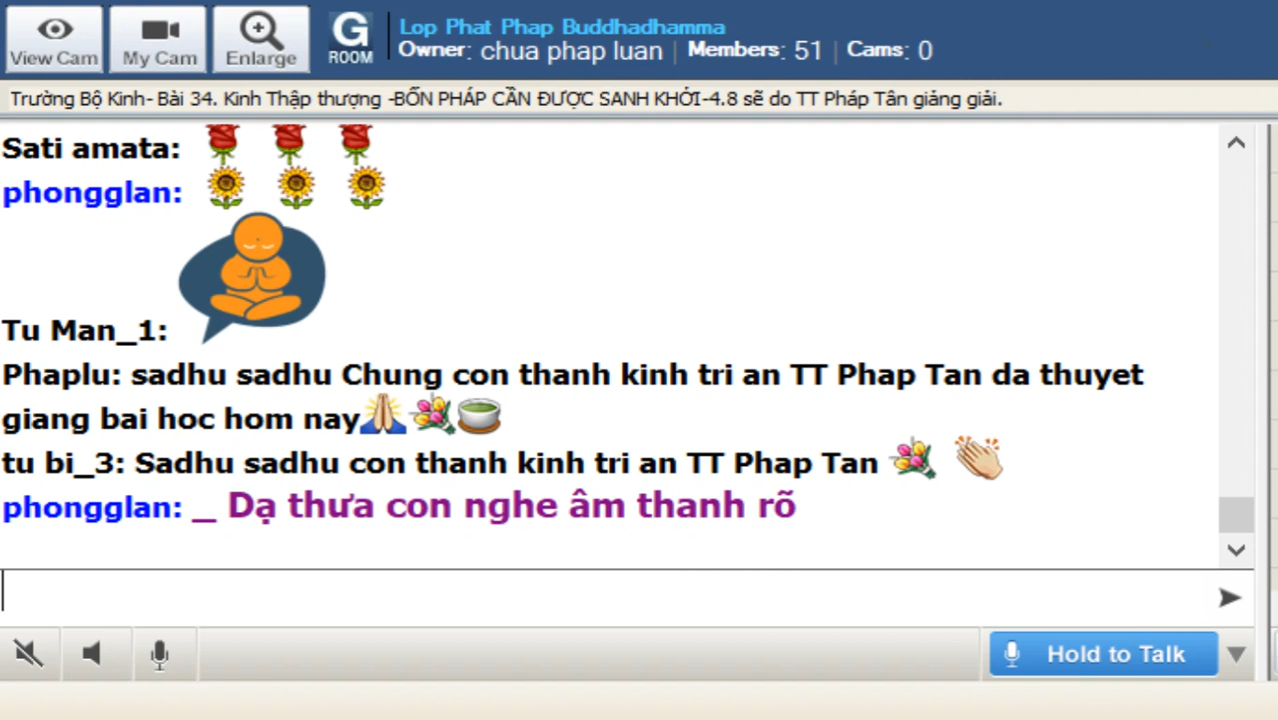 View Cam
My Cam
Enlarge
G
ROOM
Lop Phat Phap Buddhadhamma
Owner: chua phap luan | Members: 51 | Cams: 0
Trường Bộ Kinh- Bài 34. Kinh Thập thượng -BỐN PHÁP CẦN ĐƯỢC SANH KHỞI-4.8 sẽ do TT Pháp Tân giảng giải.
Sati amata:
phongglan:
Tu Man_1:
Phaplu: sadhu sadhu Chung con thanh kinh tri an TT Phap Tan da thuyet
giang bai hoc hom nay
tu bi_3: Sadhu sadhu con thanh kinh tri an TT Phap Tan
phongglan: _ Dạ thưa con nghe âm thanh rõ
Hold to Talk